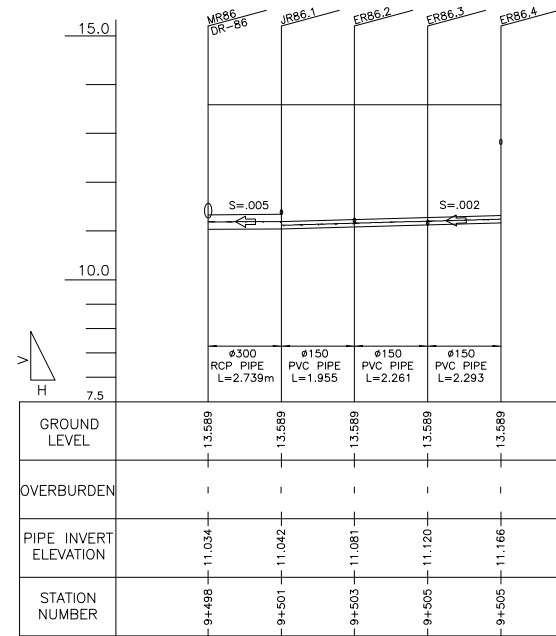 MR86
DR-86
JR86.1
ER86.2
ER86.3
ER86.4
15.0
S=.005
S=.002
10.0
ø300
RCP PIPE
L=2.739m
ø150
PVC PIPE
L=1.955
ø150
PVC PIPE
L=2.261
ø150
PVC PIPE
L=2.293
V
H
7.5
GROUND
LEVEL
13.589
13.589
13.589
13.589
13.589
OVERBURDEN
-
-
-
-
-
PIPE INVERT
ELEVATION
11.034
11.042
11.081
11.120
11.166
STATION
NUMBER
9+498
9+501
9+503
9+505
9+505